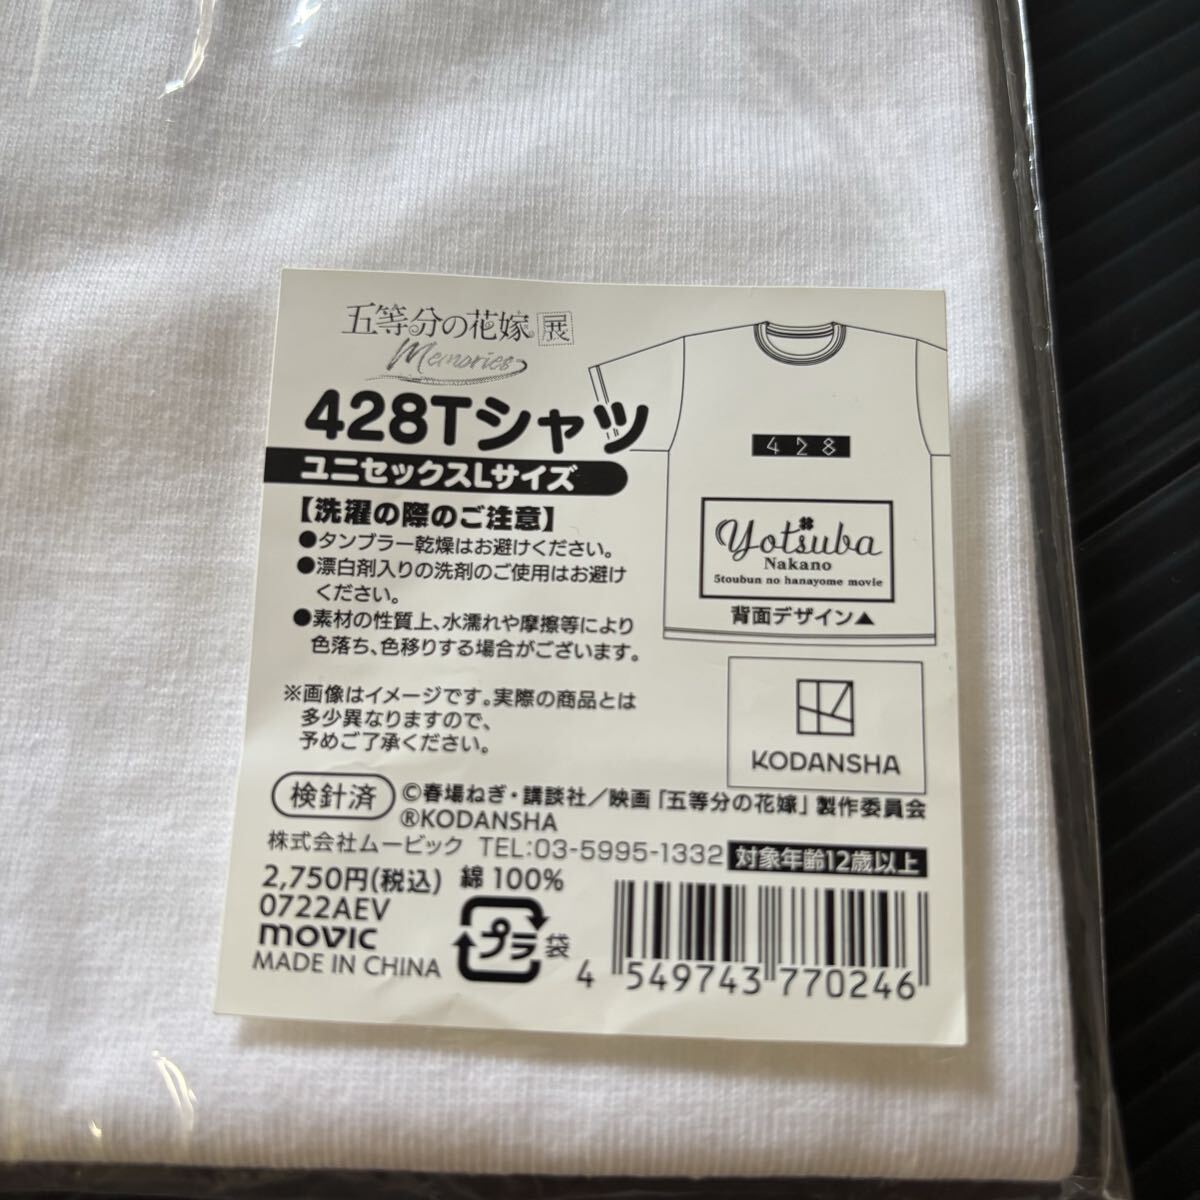 五等分の花嫁展
Memories
428Tシャツ
ユニセックスLサイズ
【洗濯の際のご注意】
●タンブラー乾燥はお避けください。
●漂白剤入りの洗剤のご使用はお避け
ください。
●素材の性質上、水濡れや摩擦等により
色落ち、色移りする場合がございます。
※画像はイメージです。実際の商品とは
多少異なりますので、
予めご了承ください。
428
Yotsuba
Nakano
5toubun no hanayome movie
背面デザイン▲
KODANSHA
検針済
©春場ねぎ・講談社／映画「五等分の花嫁」製作委員会
®KODANSHA
株式会社ムービック TEL:03-5995-1332
対象年齢12歳以上
2,750円(税込) 綿100%
0722AEV
movic
MADE IN CHINA
プラ
袋
4 549743 770246